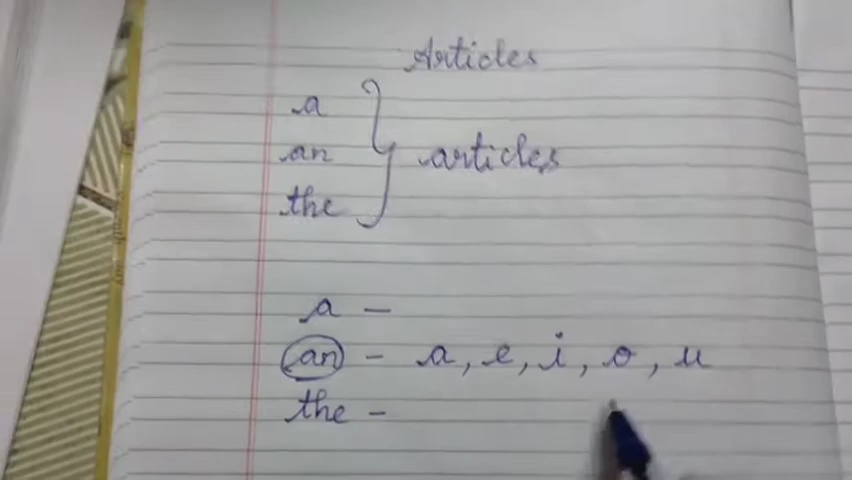 Articles
a
an
the
articles
a –
an – a, e, i, o, u
the –